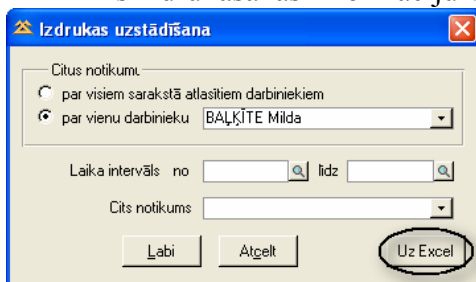 Izdrukas uzstādīšana
Citus notikumu
par visiem sarakstā atlasītiem darbiniekiem
par vienu darbinieku BAĻĶĪTE Milda
Laika intervāls no līdz
Cits notikums
Labi Atcelt Uz Excel